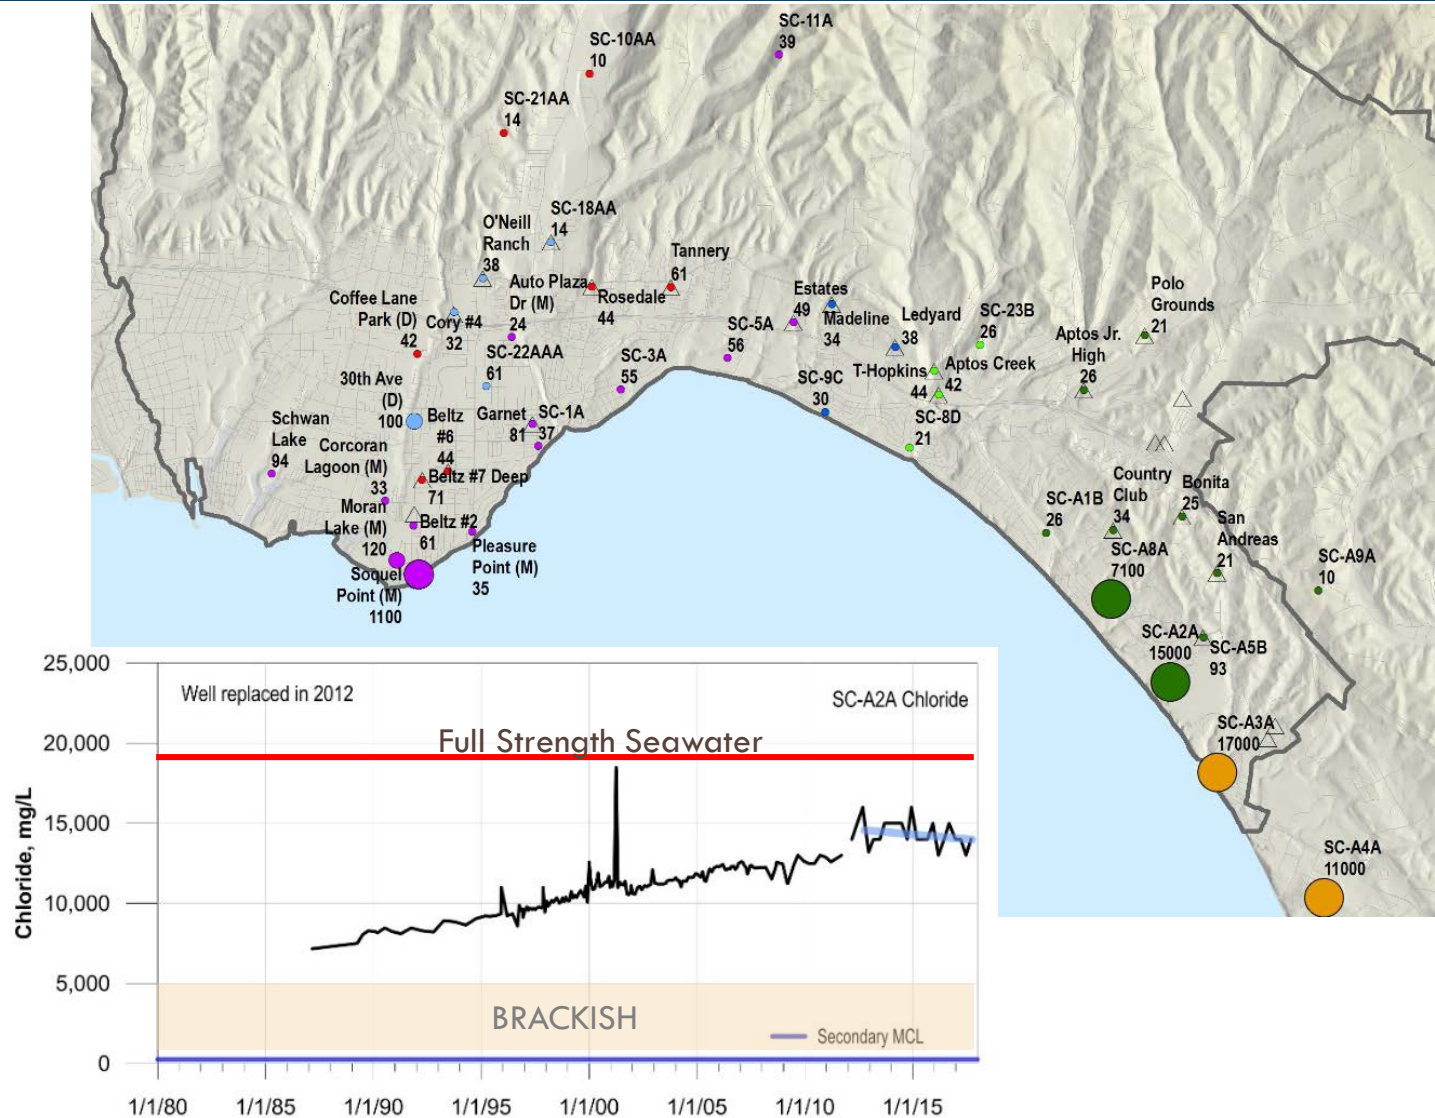 SC-11A
39
SC-10AA
10
SC-21AA
14
SC-18AA
14
O'Neill
Ranch
38
Tannery
61
Auto Plaza
Dr (M)
24
Rosedale
44
Coffee Lane
Park (D)
42
Cory #4
32
SC-22AAA
61
SC-3A
55
SC-5A
56
Estates
49
Madeline
34
Ledyard
38
SC-23B
26
T-Hopkins
44
Aptos Creek
42
Aptos Jr.
High
26
Polo
Grounds
21
SC-9C
30
SC-8D
21
30th Ave
(D)
100
Beltz
#6
44
Garnet
81
SC-1A
37
Schwan
Lake
94
Corcoran
Lagoon (M)
33
Beltz #7 Deep
71
Moran
Lake (M)
120
Beltz #2
61
Pleasure
Point (M)
35
Soquel
Point (M)
1100
SC-A1B
26
Country
Club
34
Bonita
25
San
Andreas
21
SC-A8A
7100
SC-A9A
10
SC-A2A
15000
SC-A5B
93
SC-A3A
17000
SC-A4A
11000
25,000
20,000
15,000
10,000
5,000
0
Chloride, mg/L
Well replaced in 2012
SC-A2A Chloride
Full Strength Seawater
BRACKISH
Secondary MCL
1/1/80
1/1/85
1/1/90
1/1/95
1/1/00
1/1/05
1/1/10
1/1/15